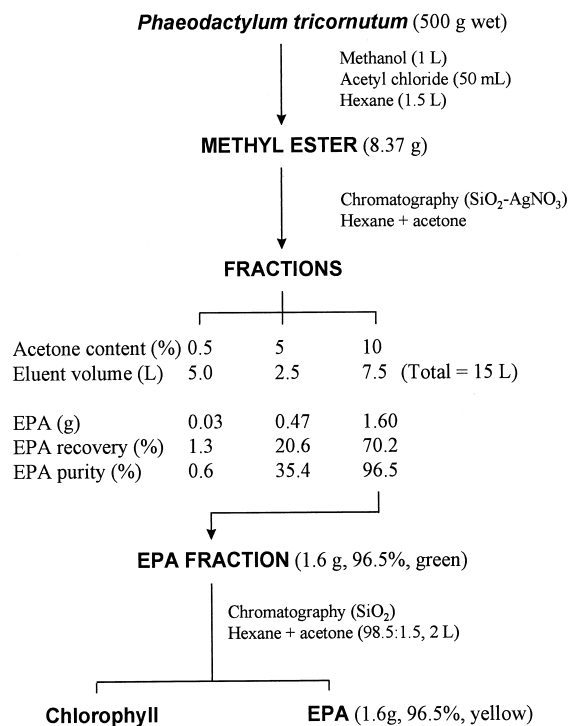 Phaeodactylum tricornutum (500 g wet)
Methanol (1 L)
Acetyl chloride (50 mL)
Hexane (1.5 L)
METHYL ESTER (8.37 g)
Chromatography (SiO₂-AgNO₃)
Hexane + acetone
FRACTIONS
Acetone content (%) 0.5 5 10
Eluent volume (L) 5.0 2.5 7.5 (Total = 15 L)
EPA (g) 0.03 0.47 1.60
EPA recovery (%) 1.3 20.6 70.2
EPA purity (%) 0.6 35.4 96.5
EPA FRACTION (1.6 g, 96.5%, green)
Chromatography (SiO₂)
Hexane + acetone (98.5:1.5, 2 L)
Chlorophyll EPA (1.6g, 96.5%, yellow)